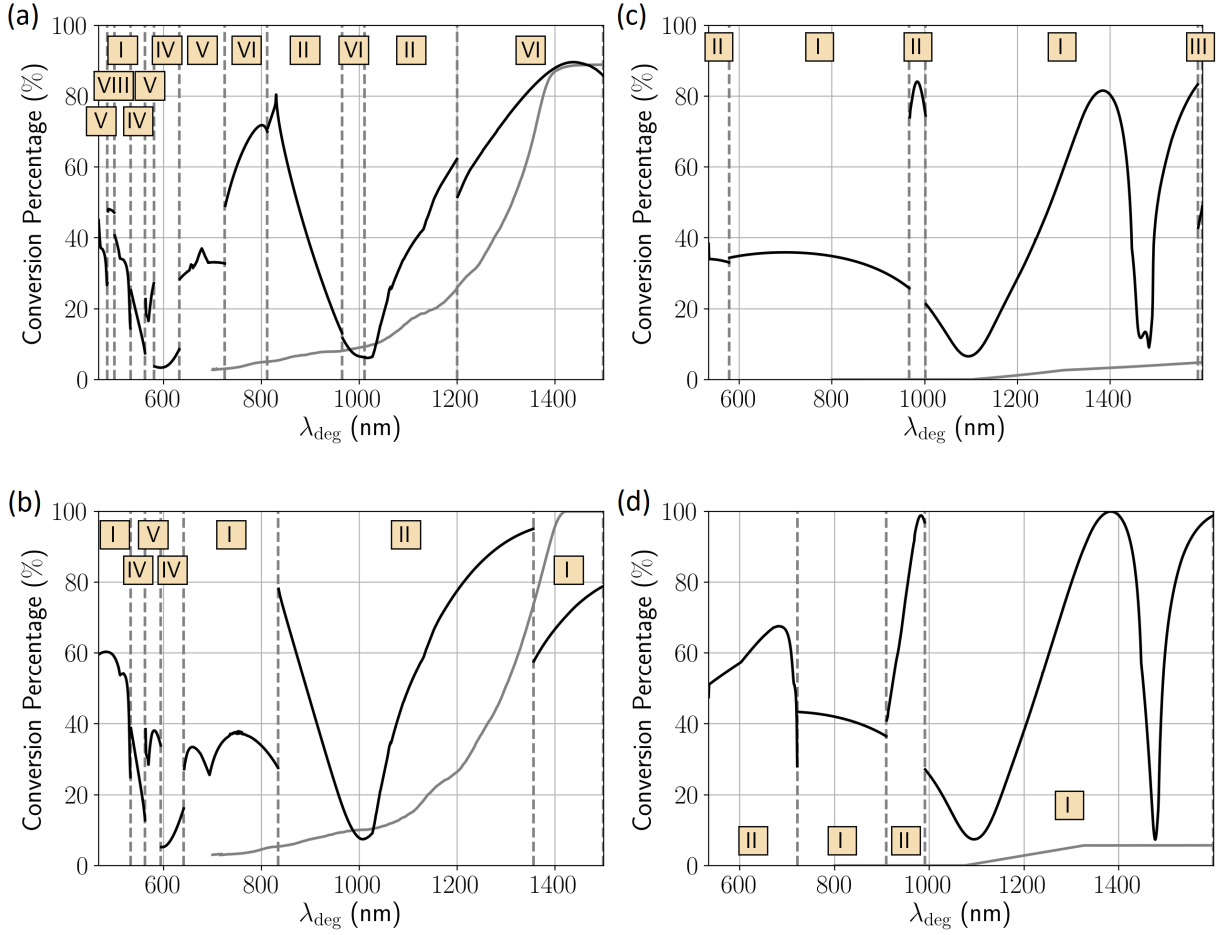 (a)
100
80
60
40
20
0
Conversion Percentage (%)
I
IV
V
VI
II
VI
II
VI
VIII
V
V
IV
600
800
1000
1200
1400
λdeg (nm)
(c)
100
80
60
40
20
0
Conversion Percentage (%)
II
I
II
I
III
600
800
1000
1200
1400
λdeg (nm)
(b)
100
80
60
40
20
0
Conversion Percentage (%)
I
V
I
II
IV
IV
I
600
800
1000
1200
1400
λdeg (nm)
(d)
100
80
60
40
20
0
Conversion Percentage (%)
I
II
I
II
600
800
1000
1200
1400
λdeg (nm)